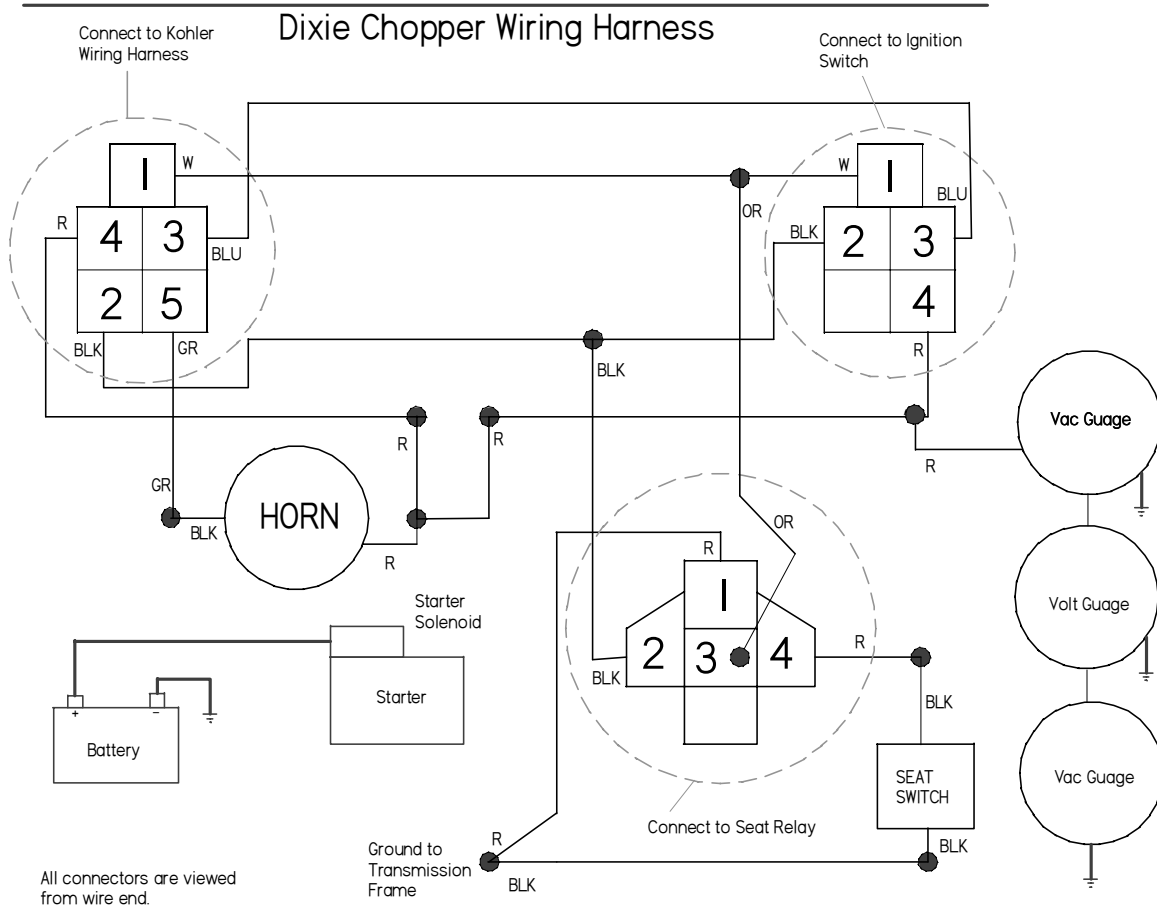 Dixie Chopper Wiring Harness
Connect to Kohler
Wiring Harness
Connect to Ignition
Switch
1
W
R
4
3
BLU
2
5
BLK
GR
OR
W
1
BLU
BLK
2
3
4
R
BLK
R
R
R
Vac Guage
GR
BLK
HORN
R
OR
R
1
2
3
4
BLK
R
BLK
Volt Guage
Starter
Solenoid
Starter
+
–
Battery
SEAT
SWITCH
Vac Guage
Connect to Seat Relay
BLK
R
BLK
Ground to
Transmission
Frame
All connectors are viewed
from wire end.